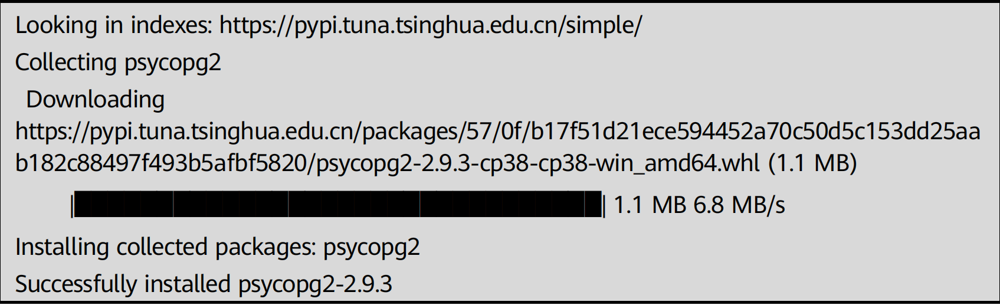 Looking in indexes: https://pypi.tuna.tsinghua.edu.cn/simple/
Collecting psycopg2
Downloading
https://pypi.tuna.tsinghua.edu.cn/packages/57/0f/b17f51d21ece594452a70c50d5c153dd25aa
b182c88497f493b5afbf5820/psycopg2-2.9.3-cp38-cp38-win_amd64.whl (1.1 MB)
|████████████████████████████████| 1.1 MB 6.8 MB/s
Installing collected packages: psycopg2
Successfully installed psycopg2-2.9.3